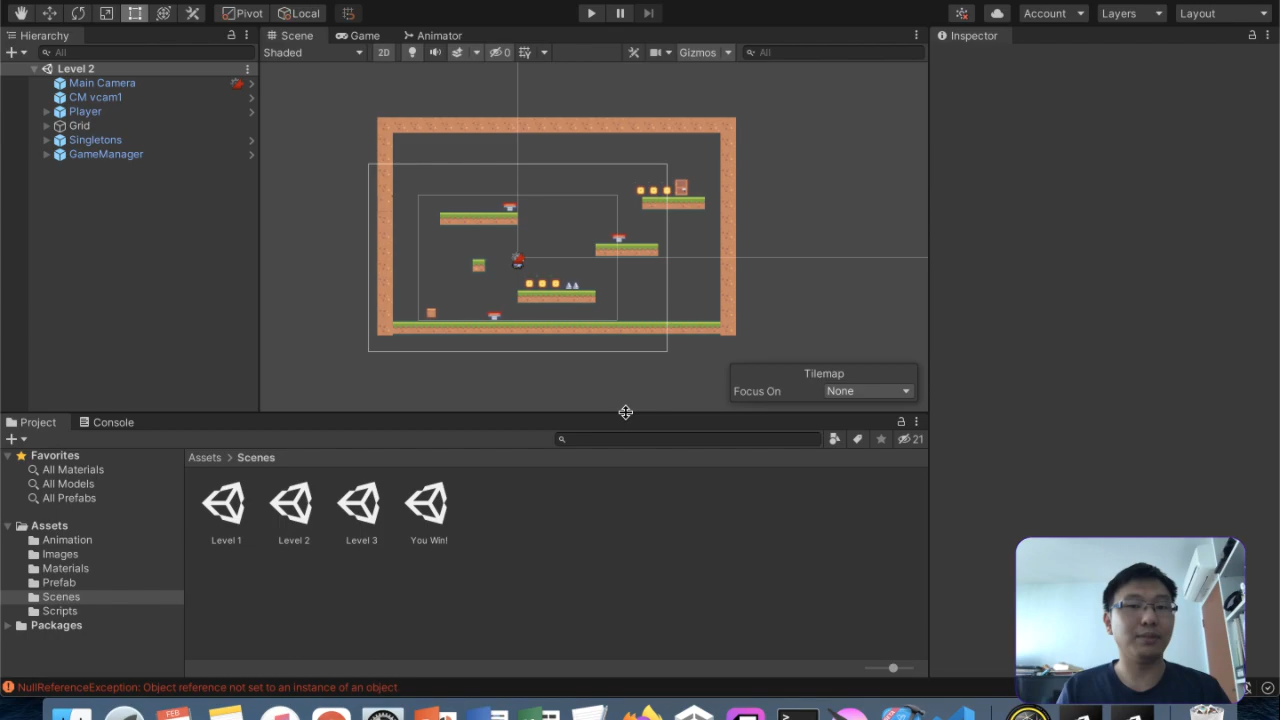 Pivot Local Account Layers Layout
Hierarchy Scene Game Animator Inspector
All Shaded 2D 0 Gizmos All
Level 2
Main Camera
CM vcam1
Player
Grid
Singletons
GameManager
Tilemap
Focus On None
Project Console
21
Favorites
All Materials
All Models
All Prefabs
Assets
Animation
Images
Materials
Prefab
Scenes
Scripts
Packages
Assets > Scenes
Level 1 Level 2 Level 3 You Win!
NullReferenceException: Object reference not set to an instance of an object
FEB